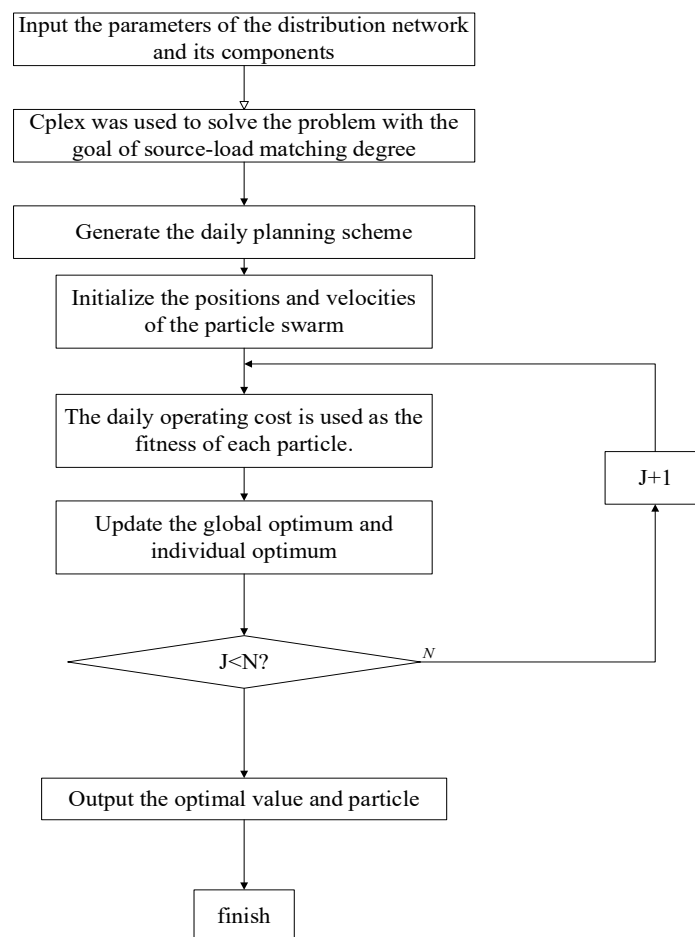 Input the parameters of the distribution network
and its components
Cplex was used to solve the problem with the
goal of source-load matching degree
Generate the daily planning scheme
Initialize the positions and velocities
of the particle swarm
The daily operating cost is used as the
fitness of each particle.
J+1
Update the global optimum and
individual optimum
J<N?
N
Output the optimal value and particle
finish